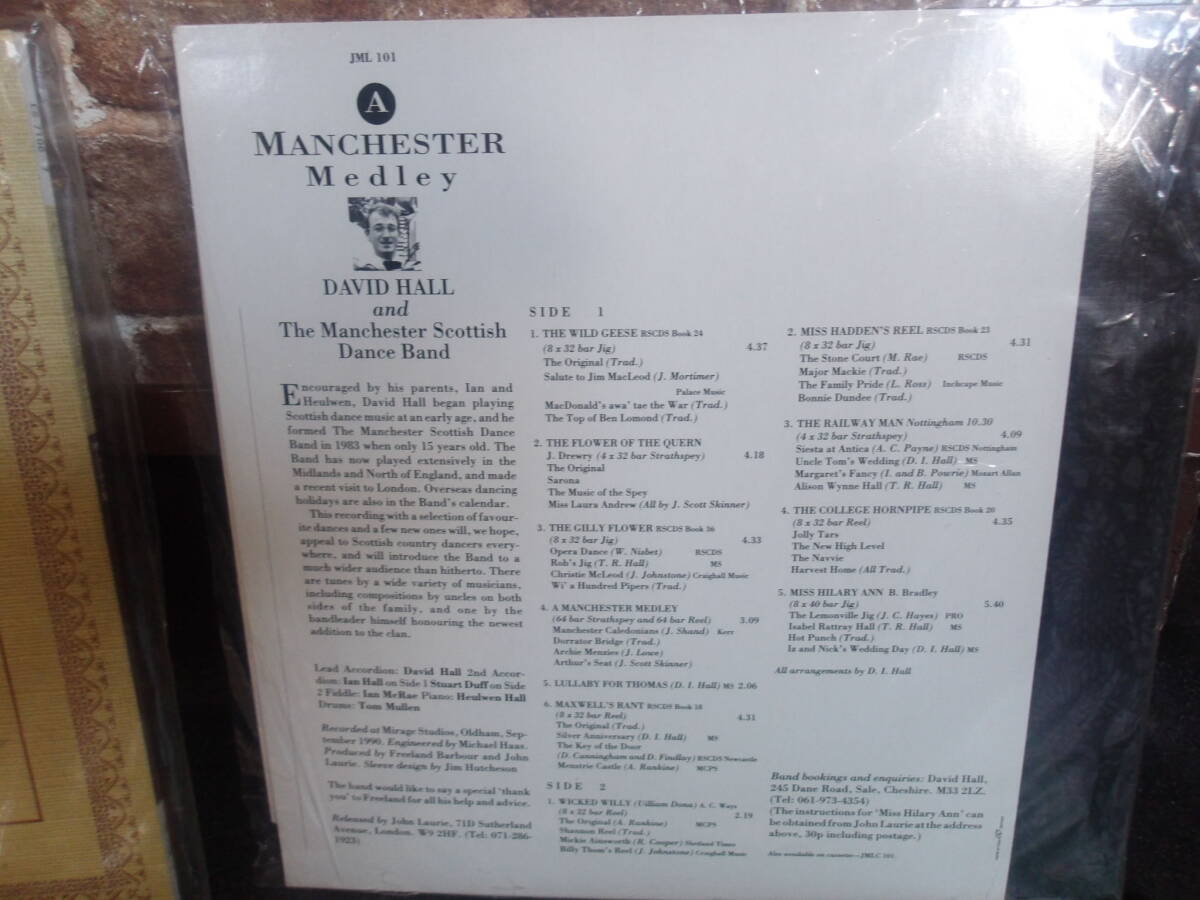 JML 101
A
MANCHESTER
Medley
DAVID HALL
and
The Manchester Scottish
Dance Band
Encouraged by his parents, Ian and
Heulwen, David Hall began playing
Scottish dance music at an early age, and he
formed The Manchester Scottish Dance
Band in 1983 when only 15 years old. The
Band has now played extensively in the
Midlands and North of England, and made
a recent visit to London. Overseas dancing
holidays are also in the Band's calendar.
This recording with a selection of favour-
ite dances and a few new ones will, we hope,
appeal to Scottish country dancers every-
where, and will introduce the Band to a
much wider audience than hitherto. There
are tunes by a wide variety of musicians,
including compositions by uncles on both
sides of the family, and one by the
bandleader himself honouring the newest
addition to the clan.
Lead Accordion: David Hall 2nd Accor-
dion: Ian Hall on Side 1 Stuart Duff on Side
2 Fiddle: Ian McRae Piano: Heulwen Hall
Drums: Tom Mullen
Recorded at Mirage Studios, Oldham, Sep-
tember 1990. Engineered by Michael Haas.
Produced by Freeland Barbour and John
Laurie. Sleeve design by Jim Hutcheson
The band would like to say a special 'thank
you' to Freeland for all his help and advice.
Released by John Laurie, 71D Sutherland
Avenue, London. W9 2HF. (Tel: 071-286-
1923)
SIDE 1
1. THE WILD GEESE RSCDS Book 24
(8 x 32 bar Jig) 4.37
The Original (Trad.)
Salute to Jim MacLeod (J. Mortimer)
Palace Music
MacDonald's awa' tae the War (Trad.)
The Top of Ben Lomond (Trad.)
2. THE FLOWER OF THE QUERN
J. Drewry (4 x 32 bar Strathspey) 4.18
The Original
Sarona
The Music of the Spey
Miss Laura Andrew (All by J. Scott Skinner)
3. THE GILLY FLOWER RSCDS Book 36
(8 x 32 bar Jig) 4.33
Opera Dance (W. Nisbet) RSCDS
Rob's Jig (T. R. Hall) MS
Christie McLeod (J. Johnstone) Craighall Music
Wi' a Hundred Pipers (Trad.)
4. A MANCHESTER MEDLEY
(64 bar Strathspey and 64 bar Reel) 3.09
Manchester Caledonians (J. Shand) Kerr
Dorrator Bridge (Trad.)
Archie Menzies (J. Lowe)
Arthur's Seat (J. Scott Skinner)
5. LULLABY FOR THOMAS (D. I. Hall) MS 2.06
6. MAXWELL'S RANT RSCDS Book 18
(8 x 32 bar Reel) 4.31
The Original (Trad.)
Silver Anniversary (D. I. Hall) MS
The Key of the Door
(D. Cunningham and D. Findlay) RSCDS Newcastle
Menstrie Castle (A. Rankine) MCPS
SIDE 2
1. WICKED WILLY (Uilliam Dona) A. C. Ways
(8 x 32 bar Reel) 2.19
The Original (A. Rankine) MCPS
Shannon Reel (Trad.)
Mickie Ainsworth (R. Cooper) Shetland Times
Billy Thom's Reel (J. Johnstone) Craighall Music
2. MISS HADDEN'S REEL RSCDS Book 23
(8 x 32 bar Jig) 4.31
The Stone Court (M. Rae) RSCDS
Major Mackie (Trad.)
The Family Pride (L. Ross) Inchcape Music
Bonnie Dundee (Trad.)
3. THE RAILWAY MAN Nottingham 10.30
(4 x 32 bar Strathspey) 4.09
Siesta at Antica (A. C. Payne) RSCDS Nottingham
Uncle Tom's Wedding (D. I. Hall) MS
Margaret's Fancy (I. and B. Powrie) Mozart Allan
Alison Wynne Hall (T. R. Hall) MS
4. THE COLLEGE HORNPIPE RSCDS Book 20
(8 x 32 bar Reel) 4.35
Jolly Tars
The New High Level
The Navvie
Harvest Home (All Trad.)
5. MISS HILARY ANN B. Bradley
(8 x 40 bar Jig) 5.40
The Lemonville Jig (J. C. Hayes) PRO
Isabel Rattray Hall (T. R. Hall) MS
Hot Punch (Trad.)
Iz and Nick's Wedding Day (D. I. Hall) MS
All arrangements by D. I. Hall
Band bookings and enquiries: David Hall,
245 Dane Road, Sale, Cheshire. M33 2LZ.
(Tel: 061-973-4354)
(The instructions for 'Miss Hilary Ann' can
be obtained from John Laurie at the address
above, 30p including postage.)
Also available on cassette—JMLC 101